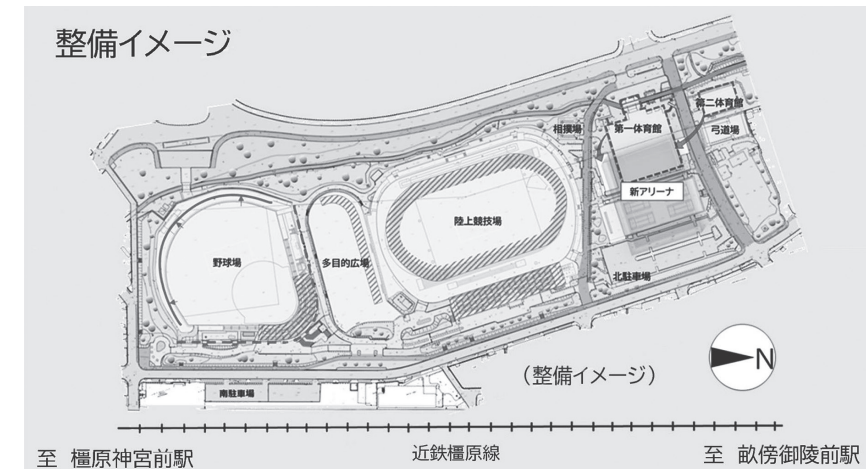 整備イメージ
相撲場
第一体育館
第二体育館
弓道場
新アリーナ
陸上競技場
野球場
多目的広場
北駐車場
N
（整備イメージ）
南駐車場
近鉄橿原線
至 橿原神宮前駅
至 畝傍御陵前駅